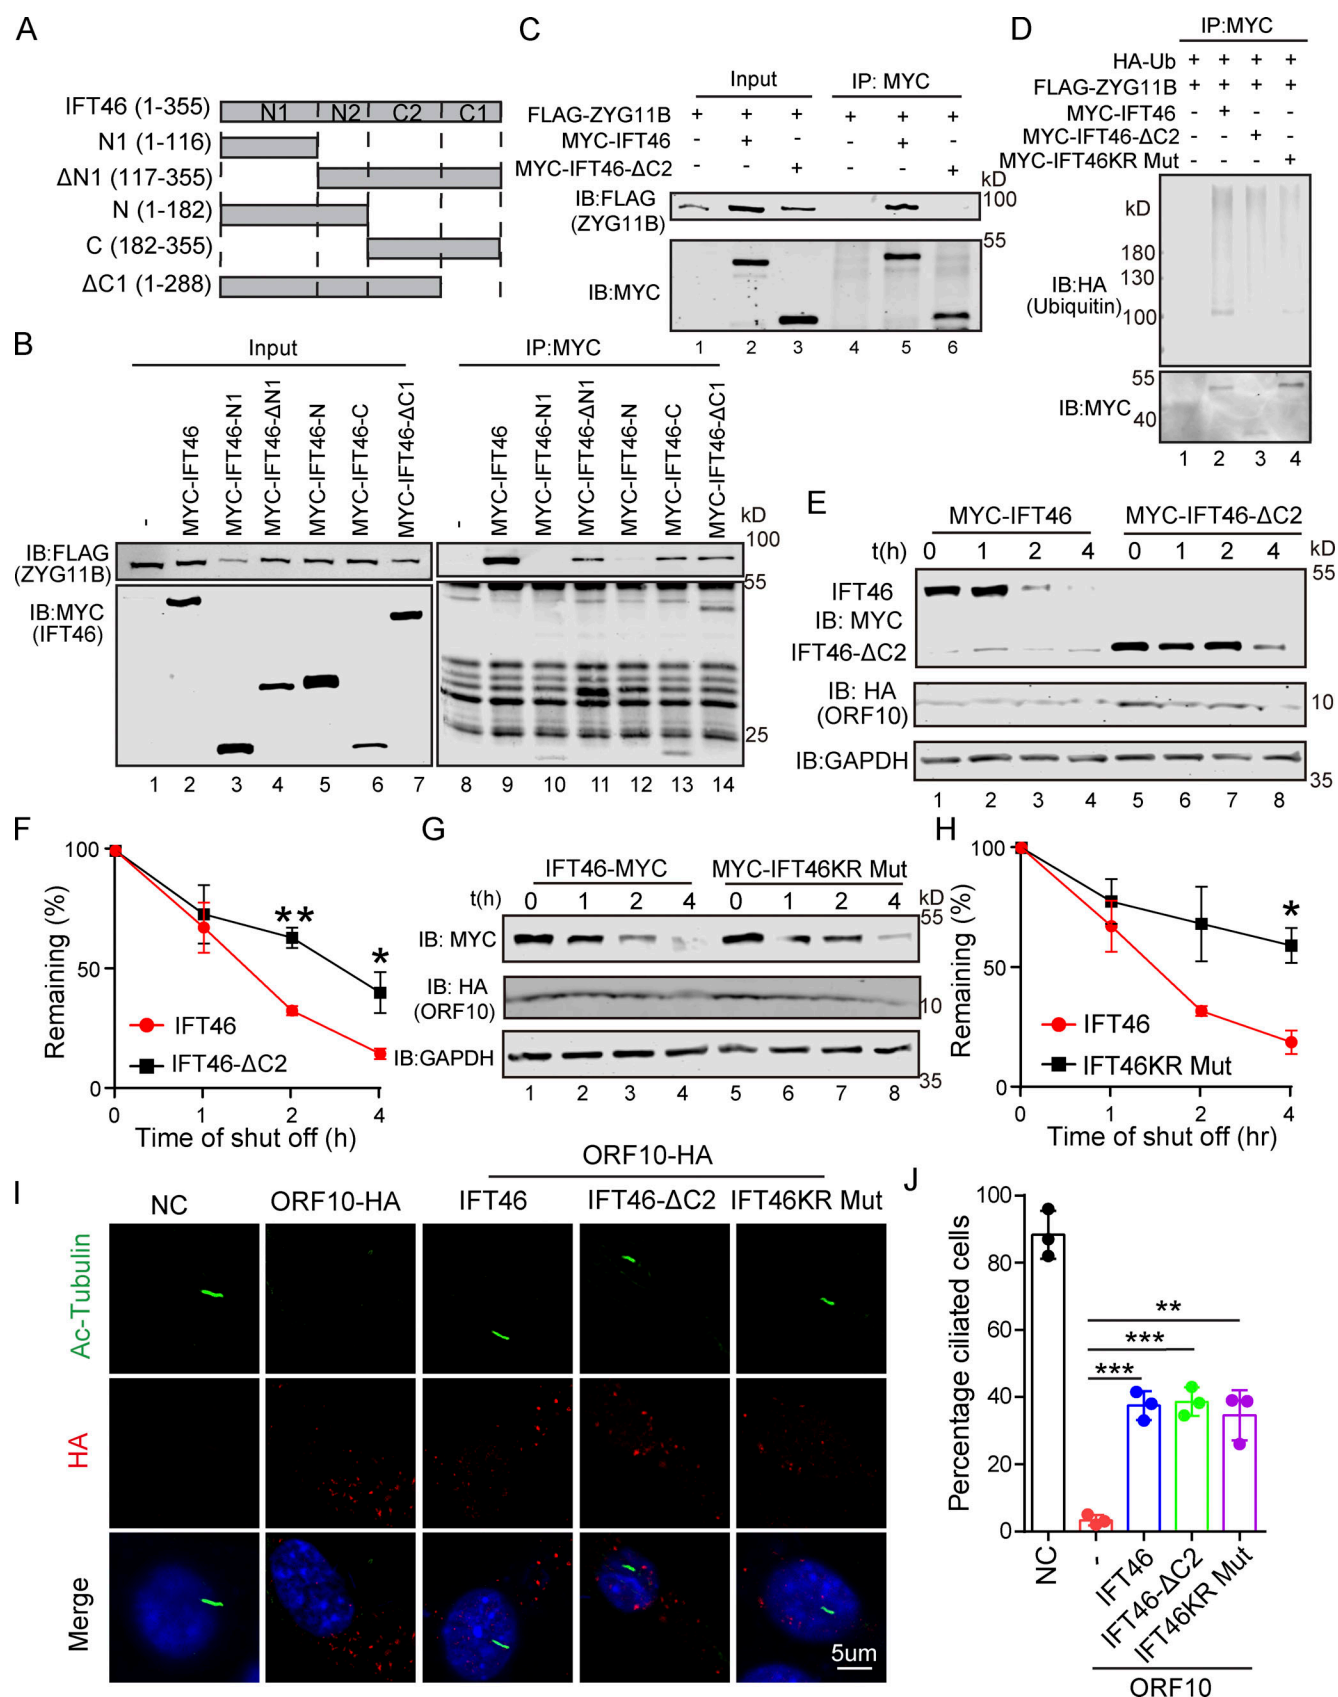 A
IFT46 (1-355)
N1 N2 C2 C1
N1 (1-116)
ΔN1 (117-355)
N (1-182)
C (182-355)
ΔC1 (1-288)
B
Input IP:MYC
- MYC-IFT46 MYC-IFT46-N1 MYC-IFT46-ΔN1 MYC-IFT46-N MYC-IFT46-C MYC-IFT46-ΔC1
- MYC-IFT46 MYC-IFT46-N1 MYC-IFT46-ΔN1 MYC-IFT46-N MYC-IFT46-C MYC-IFT46-ΔC1
kD
100
IB:FLAG
(ZYG11B)
55
IB:MYC
(IFT46)
25
1 2 3 4 5 6 7 8 9 10 11 12 13 14
C
Input IP: MYC
FLAG-ZYG11B + + + + + +
MYC-IFT46 - + - - + -
MYC-IFT46-ΔC2 - - + - - +
kD
IB:FLAG
(ZYG11B)
100
55
IB:MYC
1 2 3 4 5 6
D
IP:MYC
HA-Ub + + + +
FLAG-ZYG11B + + + +
MYC-IFT46 - + - -
MYC-IFT46-ΔC2 - - + -
MYC-IFT46KR Mut - - - +
kD
180
130
IB:HA
(Ubiquitin)
100
55
IB:MYC
40
1 2 3 4
E
MYC-IFT46 MYC-IFT46-ΔC2
t(h) 0 1 2 4 0 1 2 4 kD
55
IFT46
IB: MYC
IFT46-ΔC2
IB: HA
(ORF10)
10
IB:GAPDH
35
1 2 3 4 5 6 7 8
F
Remaining (%)
100
50
0
**
*
IFT46
IFT46-ΔC2
0 1 2 4
Time of shut off (h)
G
IFT46-MYC MYC-IFT46KR Mut
t(h) 0 1 2 4 0 1 2 4 kD
55
IB: MYC
IB: HA
(ORF10)
10
IB:GAPDH
35
1 2 3 4 5 6 7 8
H
Remaining (%)
100
50
0
*
IFT46
IFT46KR Mut
0 1 2 4
Time of shut off (hr)
I
ORF10-HA
NC ORF10-HA IFT46 IFT46-ΔC2 IFT46KR Mut
Ac-Tubulin
HA
Merge
5um
J
Percentage ciliated cells
100
80
60
40
20
0
**
***
***
NC - IFT46 IFT46-ΔC2 IFT46KR Mut
ORF10